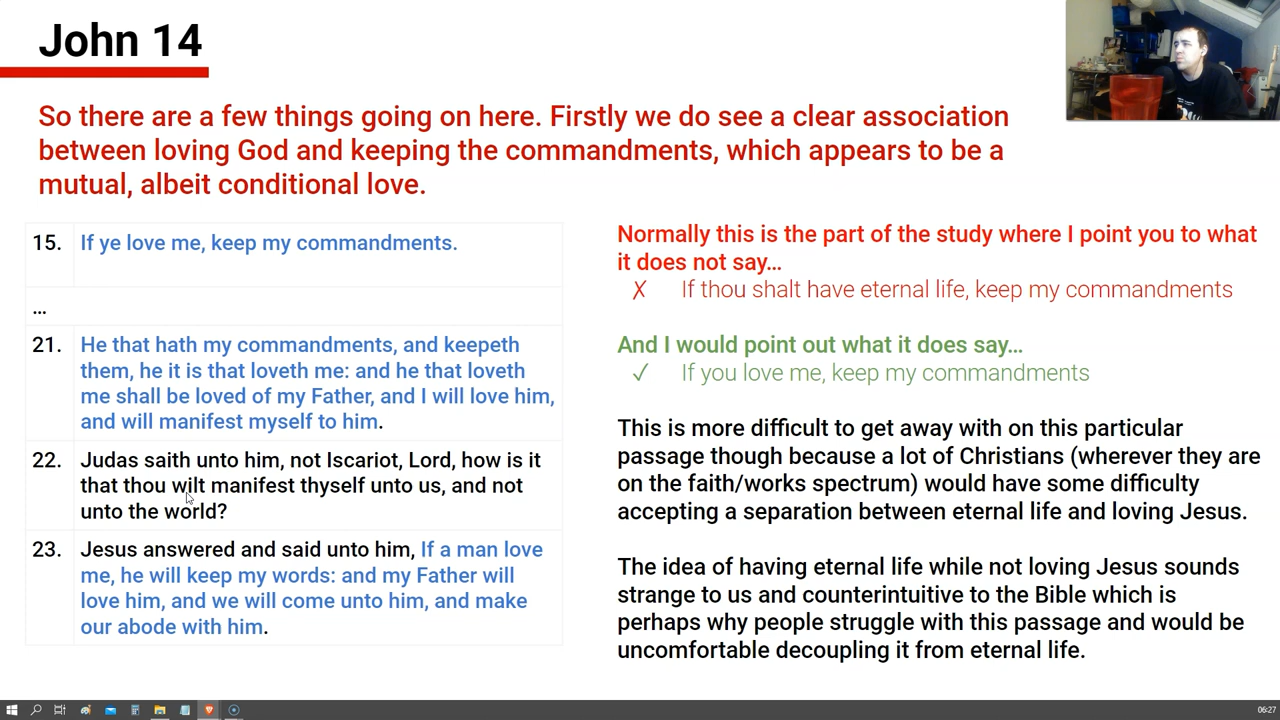 John 14
So there are a few things going on here. Firstly we do see a clear association
between loving God and keeping the commandments, which appears to be a
mutual, albeit conditional love.
15. If ye love me, keep my commandments.
...
21. He that hath my commandments, and keepeth
them, he it is that loveth me: and he that loveth
me shall be loved of my Father, and I will love him,
and will manifest myself to him.
22. Judas saith unto him, not Iscariot, Lord, how is it
that thou wilt manifest thyself unto us, and not
unto the world?
23. Jesus answered and said unto him, If a man love
me, he will keep my words: and my Father will
love him, and we will come unto him, and make
our abode with him.
Normally this is the part of the study where I point you to what
it does not say...
✗ If thou shalt have eternal life, keep my commandments
And I would point out what it does say...
✓ If you love me, keep my commandments
This is more difficult to get away with on this particular
passage though because a lot of Christians (wherever they are
on the faith/works spectrum) would have some difficulty
accepting a separation between eternal life and loving Jesus.
The idea of having eternal life while not loving Jesus sounds
strange to us and counterintuitive to the Bible which is
perhaps why people struggle with this passage and would be
uncomfortable decoupling it from eternal life.
06:27